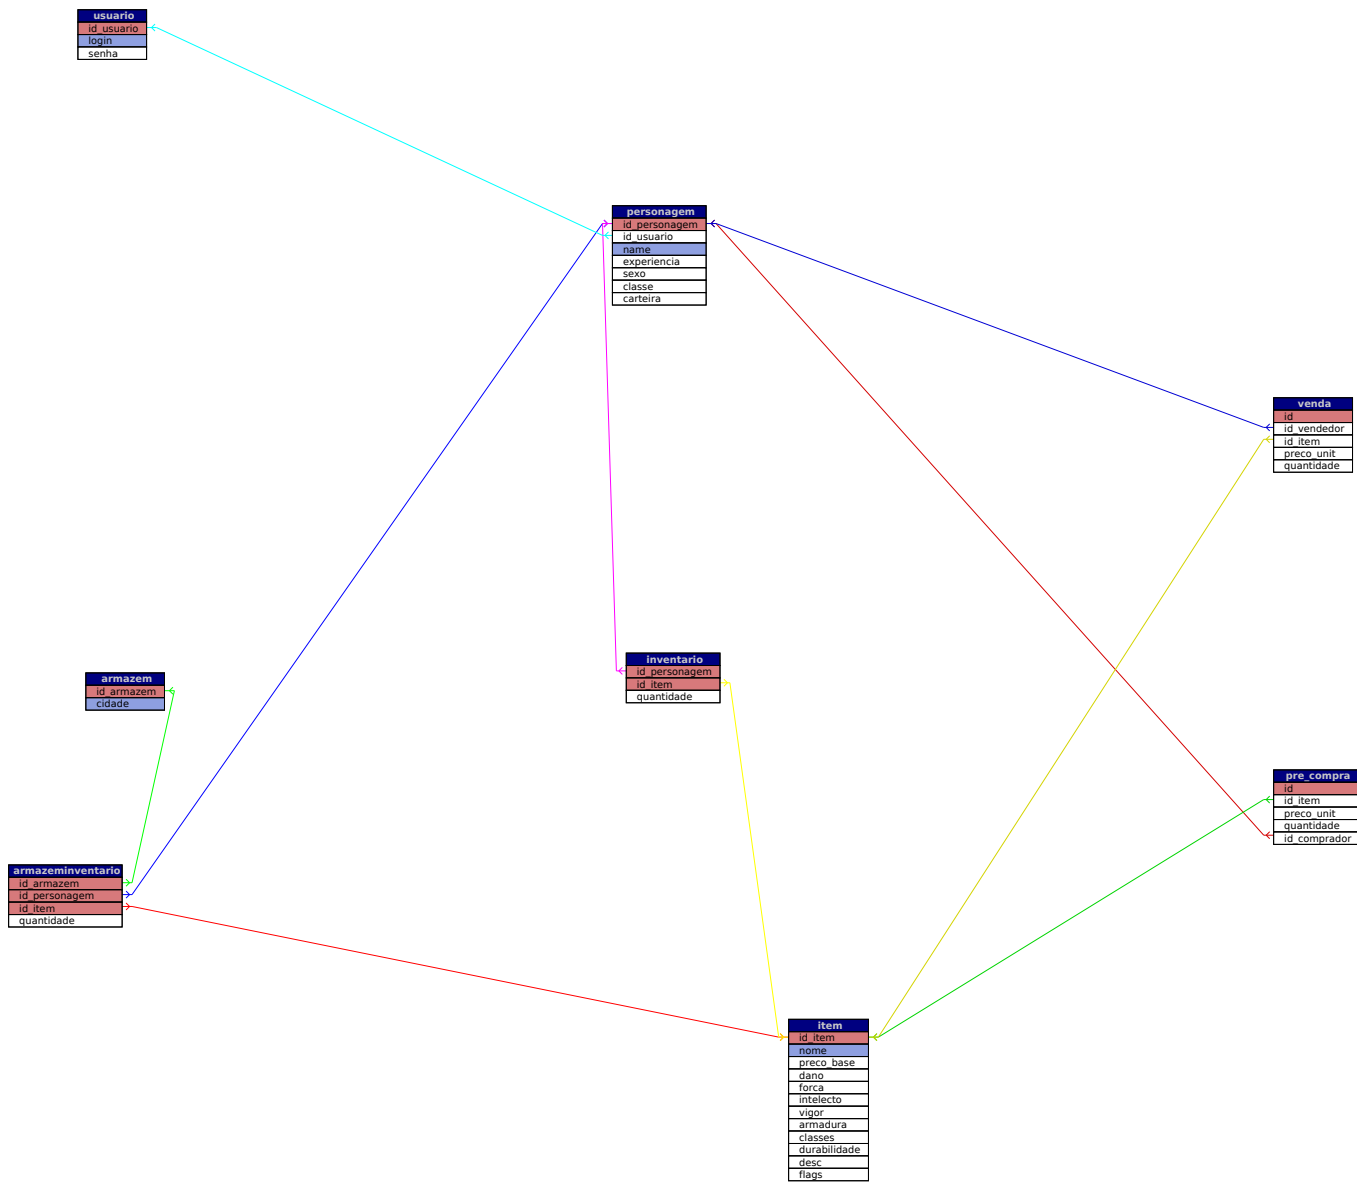 usuario
id_usuario
login
senha
personagem
id_personagem
id_usuario
name
experiencia
sexo
classe
carteira
venda
id
id_vendedor
id_item
preco_unit
quantidade
inventario
id_personagem
id_item
quantidade
armazem
id_armazem
cidade
pre_compra
id
id_item
preco_unit
quantidade
id_comprador
armazeminventario
id_armazem
id_personagem
id_item
quantidade
item
id_item
nome
preco_base
dano
forca
intelecto
vigor
armadura
classes
durabilidade
desc
flags